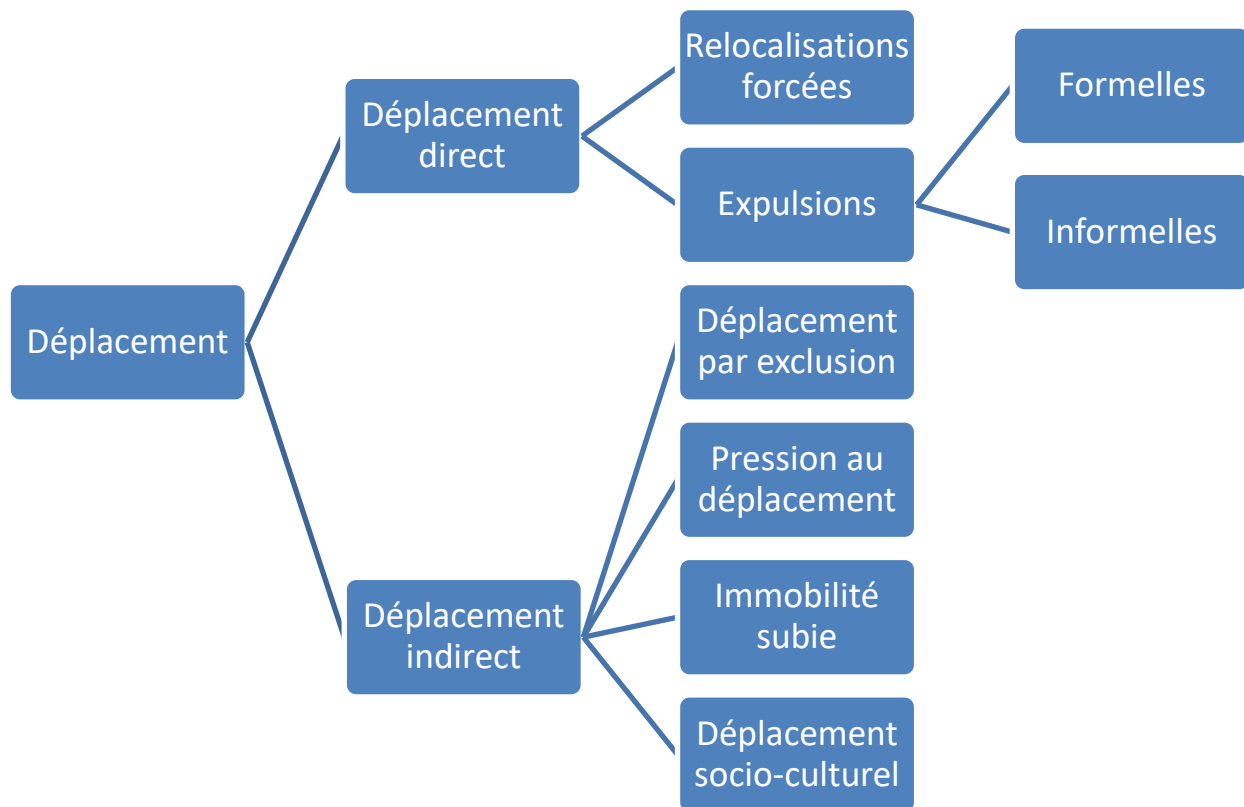 Déplacement
Déplacement
direct
Relocalisations
forcées
Expulsions
Formelles
Informelles
Déplacement
indirect
Déplacement
par exclusion
Pression au
déplacement
Immobilité
subie
Déplacement
socio-culturel